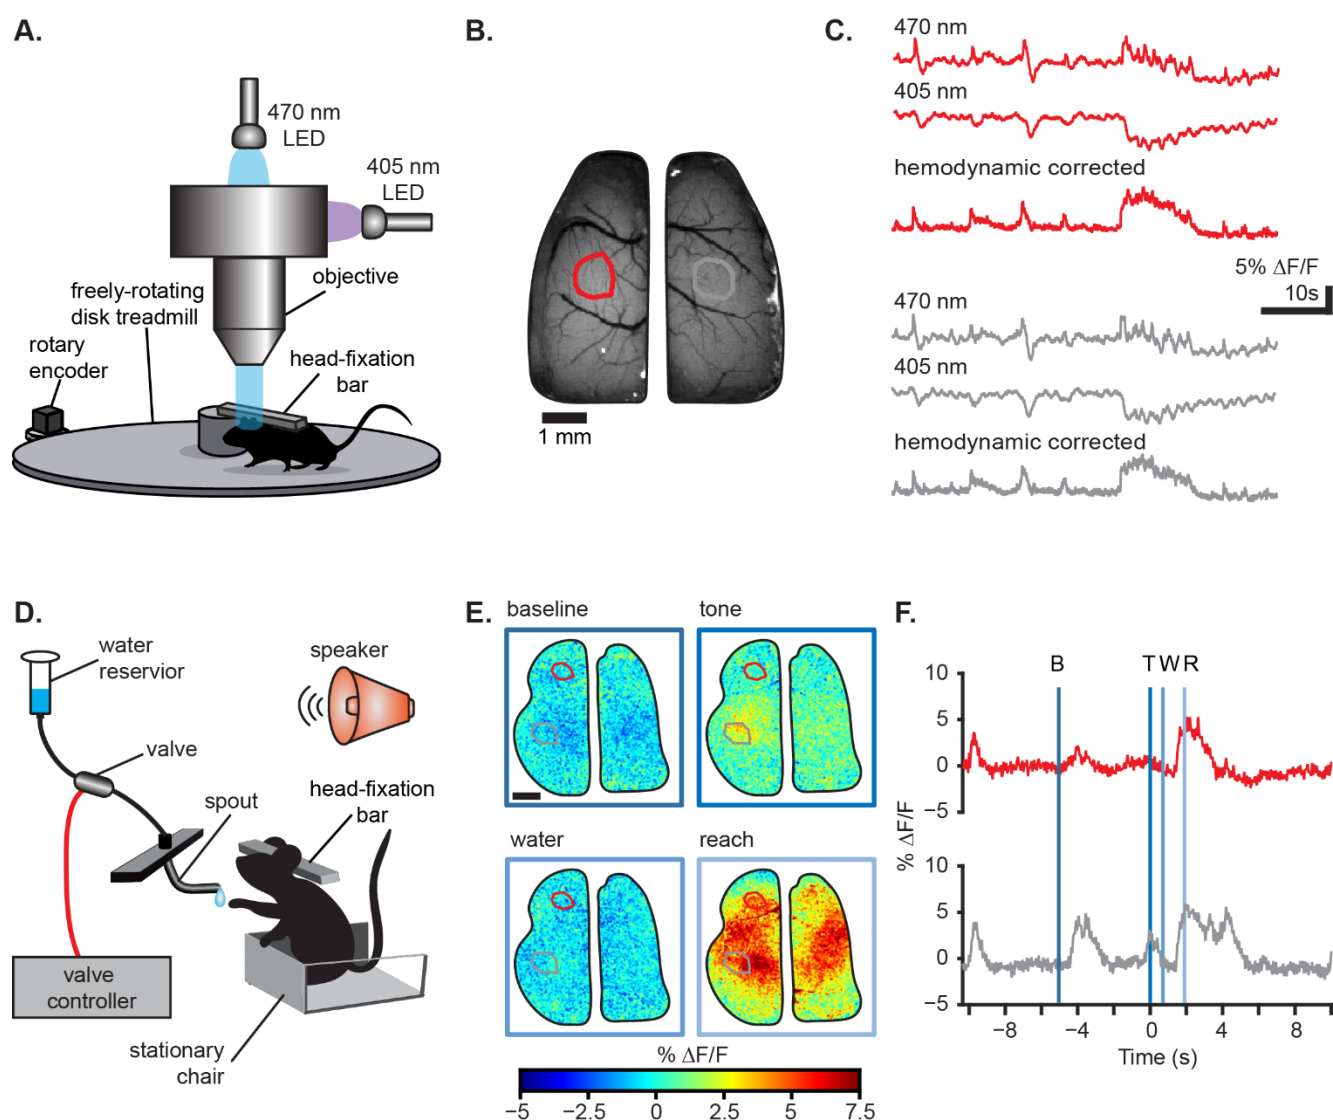 A.
470 nm
LED
405 nm
LED
objective
freely-rotating
disk treadmill
rotary
encoder
head-fixation
bar
B.
1 mm
C.
470 nm
405 nm
hemodynamic corrected
5% ΔF/F
10s
470 nm
405 nm
hemodynamic corrected
D.
water
reservior
speaker
valve
spout
head-fixation
bar
valve
controller
stationary
chair
E.
baseline
tone
water
reach
% ΔF/F
−5 −2.5 0 2.5 5 7.5
F.
B T W R
10
5
0
−5
% ΔF/F
10
5
0
−5
−8 −4 0 4 8
Time (s)